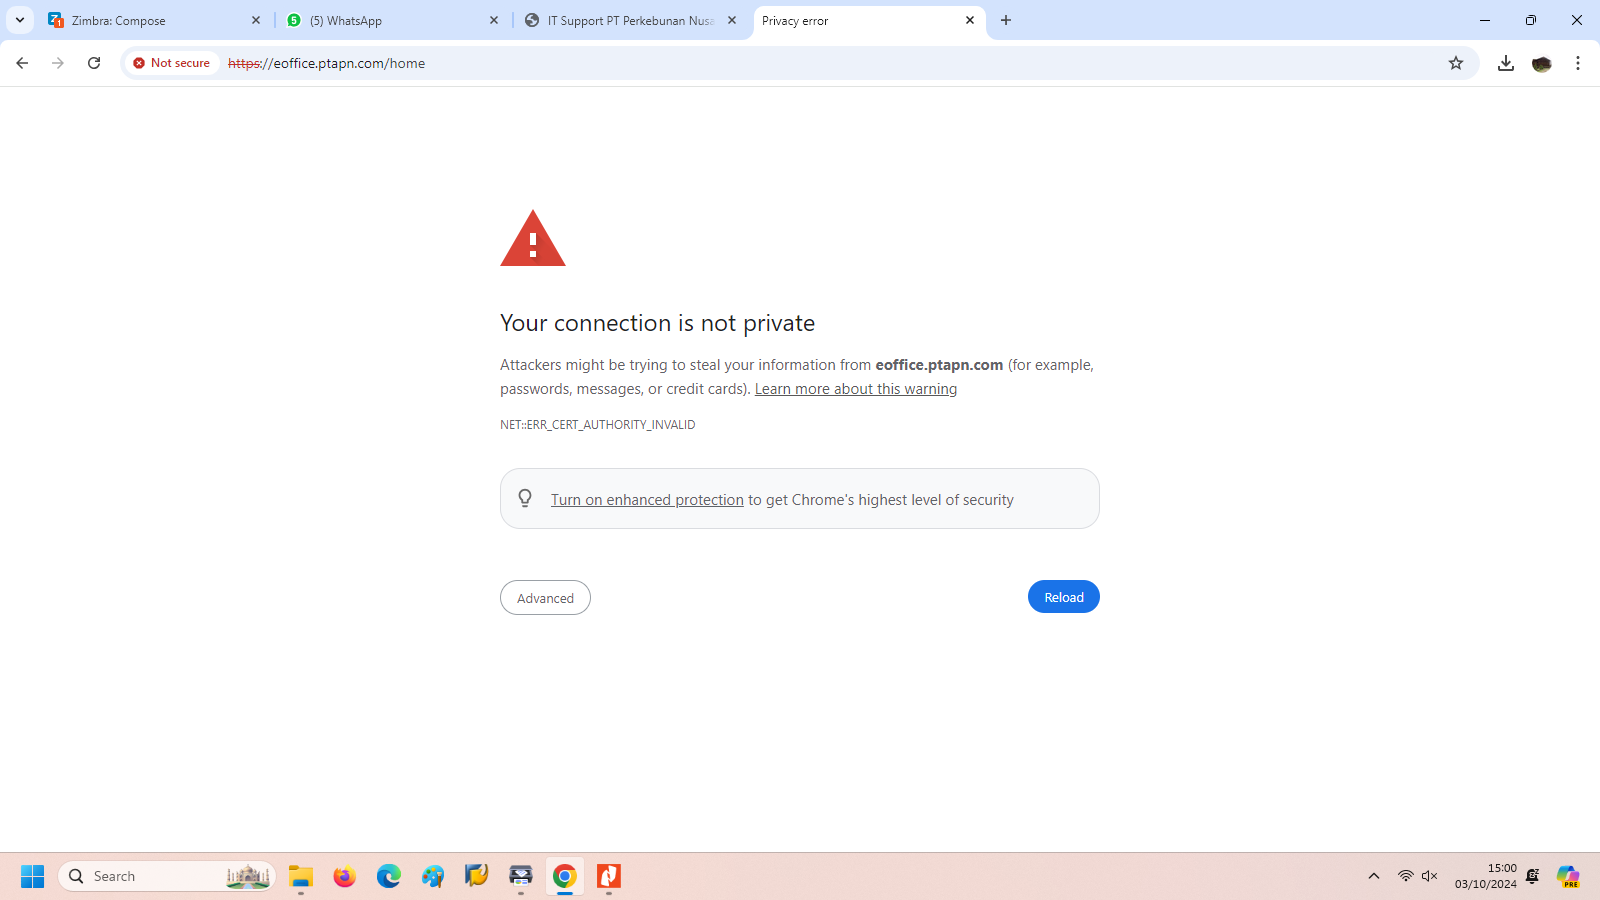 Zimbra: Compose
(5) WhatsApp
IT Support PT Perkebunan Nusa
Privacy error
Not secure
https://eoffice.ptapn.com/home
Your connection is not private
Attackers might be trying to steal your information from eoffice.ptapn.com (for example,
passwords, messages, or credit cards). Learn more about this warning
NET::ERR_CERT_AUTHORITY_INVALID
Turn on enhanced protection to get Chrome's highest level of security
Advanced
Reload
Search
15:00
03/10/2024
PRE